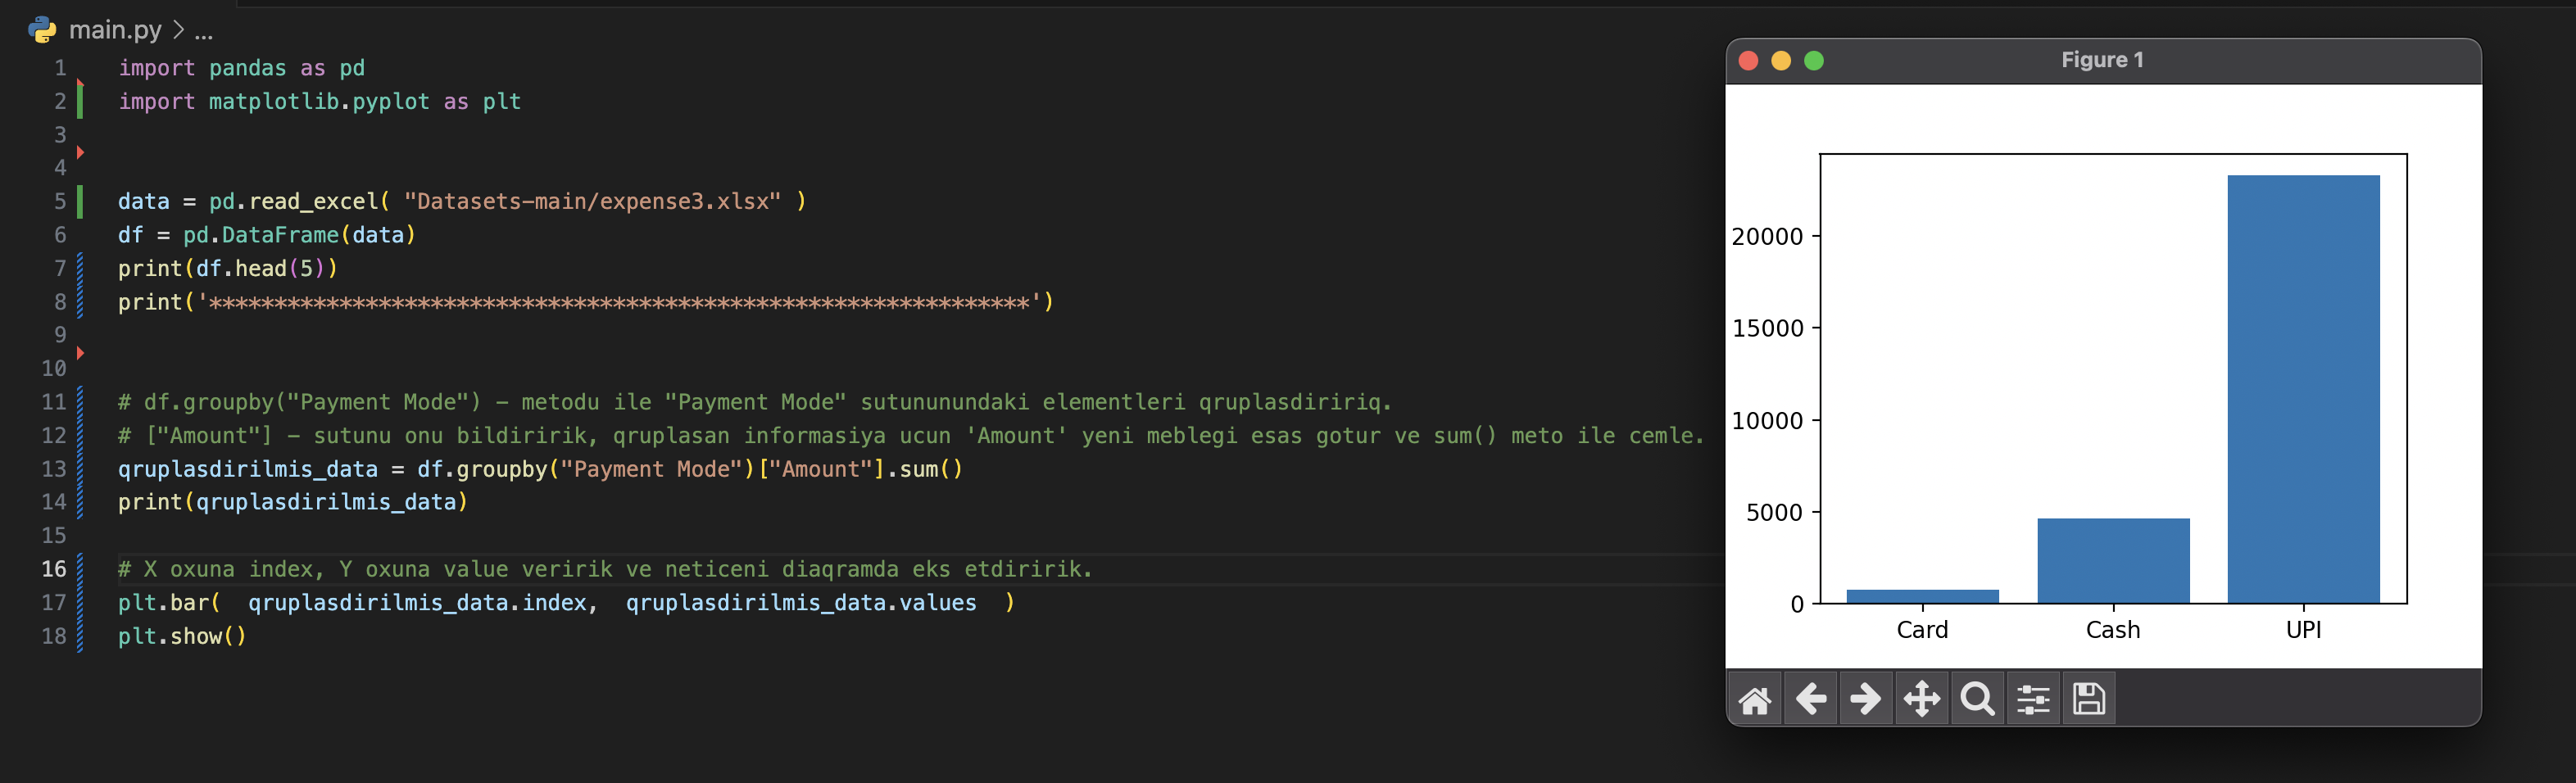 main.py > ...
1 import pandas as pd
2 import matplotlib.pyplot as plt
3
4
5 data = pd.read_excel( "Datasets-main/expense3.xlsx" )
6 df = pd.DataFrame(data)
7 print(df.head(5))
8 print('***************************************************************')
9
10
11 # df.groupby("Payment Mode") - metodu ile "Payment Mode" sutununundaki elementleri qruplasdiririq.
12 # ["Amount"] - sutunu onu bildiririk, qruplasan informasiya ucun 'Amount' yeni meblegi esas gotur ve sum() meto ile cemle.
13 qruplasdirilmis_data = df.groupby("Payment Mode")["Amount"].sum()
14 print(qruplasdirilmis_data)
15
16 # X oxuna index, Y oxuna value veririk ve neticeni diaqramda eks etdiririk.
17 plt.bar(  qruplasdirilmis_data.index,  qruplasdirilmis_data.values  )
18 plt.show()
Figure 1
20000
15000
10000
5000
0
Card Cash UPI